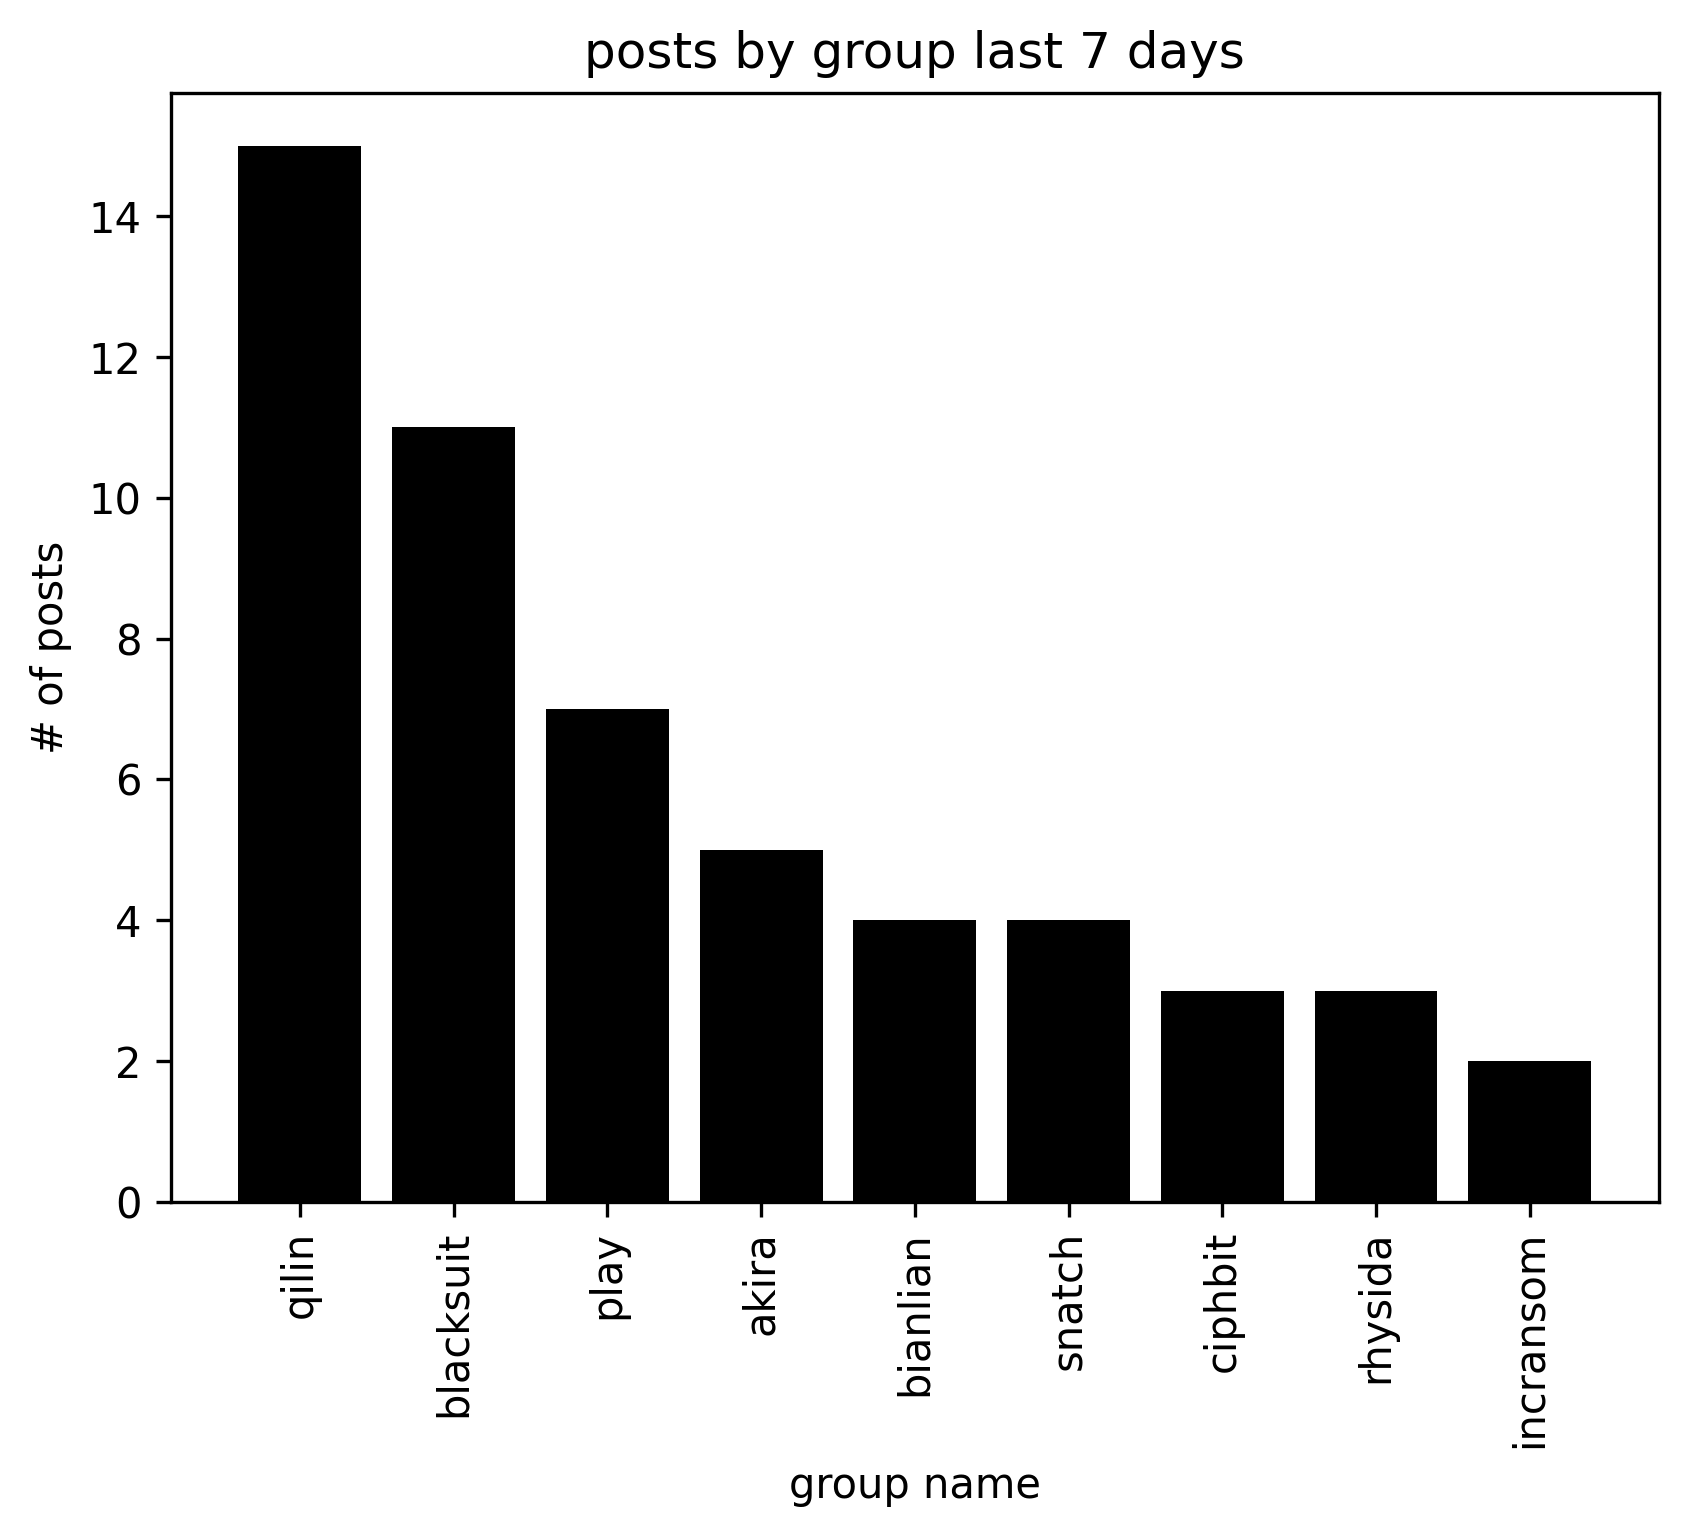 posts by group last 7 days
14
12
10
8
6
4
2
0
# of posts
qilin
blacksuit
play
akira
bianlian
snatch
ciphbit
rhysida
incransom
group name